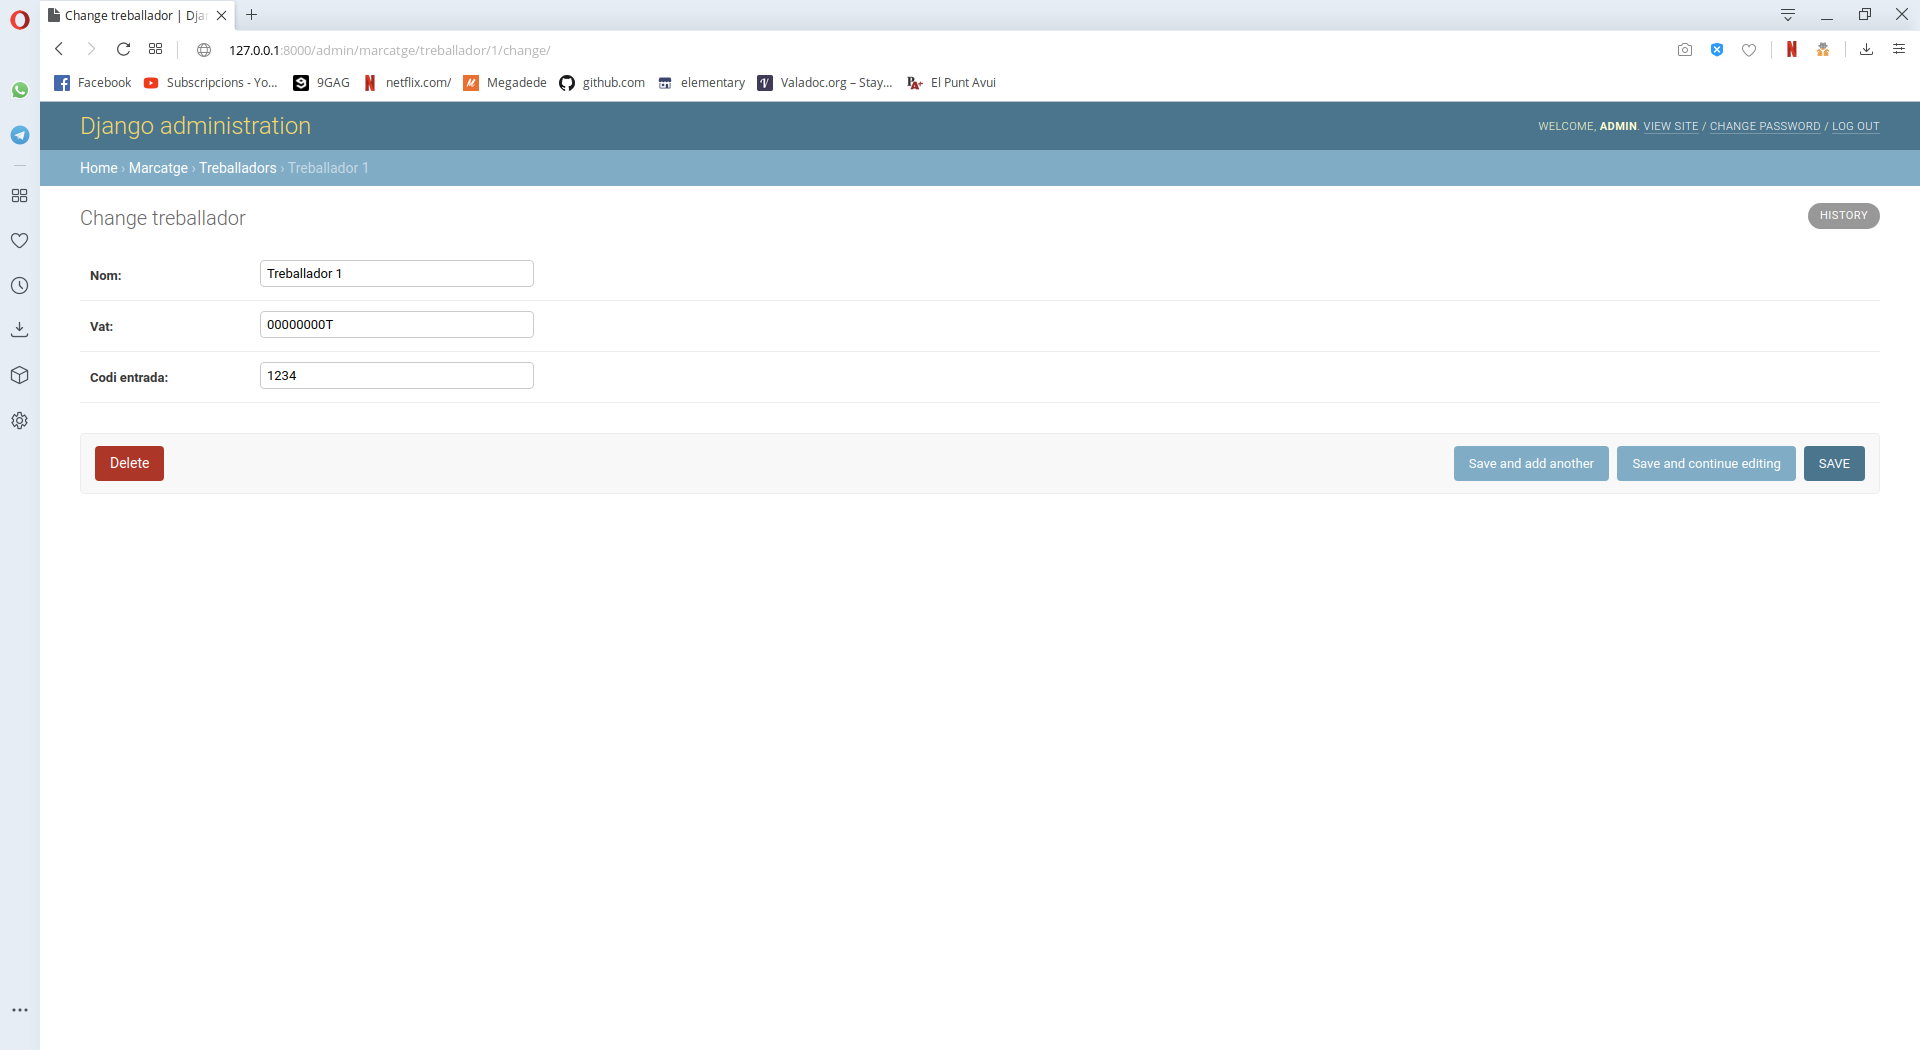 Change treballador | Dja
127.0.0.1:8000/admin/marcatge/treballador/1/change/
Facebook Subscripcions - Yo... 9GAG netflix.com/ Megadede github.com elementary Valadoc.org – Stay... El Punt Avui
Django administration
WELCOME, ADMIN. VIEW SITE / CHANGE PASSWORD / LOG OUT
Home › Marcatge › Treballadors › Treballador 1
Change treballador
HISTORY
Nom: Treballador 1
Vat: 00000000T
Codi entrada: 1234
Delete
Save and add another Save and continue editing SAVE